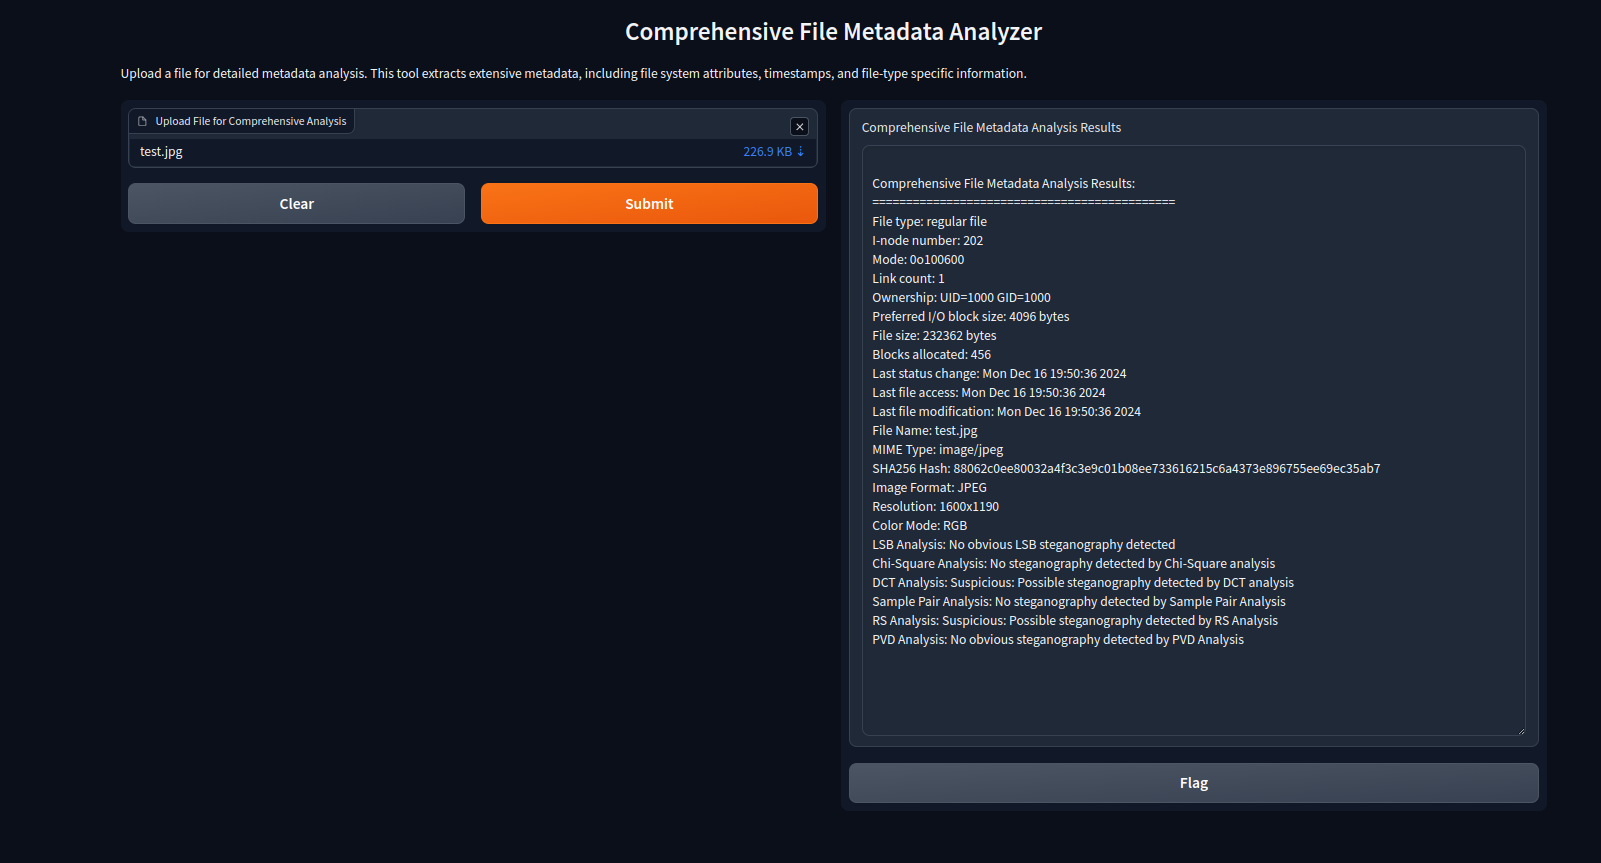 Comprehensive File Metadata Analyzer
Upload a file for detailed metadata analysis. This tool extracts extensive metadata, including file system attributes, timestamps, and file-type specific information.
Upload File for Comprehensive Analysis
test.jpg 226.9 KB ⇣
Clear Submit
Comprehensive File Metadata Analysis Results
Comprehensive File Metadata Analysis Results:
=============================================
File type: regular file
I-node number: 202
Mode: 0o100600
Link count: 1
Ownership: UID=1000 GID=1000
Preferred I/O block size: 4096 bytes
File size: 232362 bytes
Blocks allocated: 456
Last status change: Mon Dec 16 19:50:36 2024
Last file access: Mon Dec 16 19:50:36 2024
Last file modification: Mon Dec 16 19:50:36 2024
File Name: test.jpg
MIME Type: image/jpeg
SHA256 Hash: 88062c0ee80032a4f3c3e9c01b08ee733616215c6a4373e896755ee69ec35ab7
Image Format: JPEG
Resolution: 1600x1190
Color Mode: RGB
LSB Analysis: No obvious LSB steganography detected
Chi-Square Analysis: No steganography detected by Chi-Square analysis
DCT Analysis: Suspicious: Possible steganography detected by DCT analysis
Sample Pair Analysis: No steganography detected by Sample Pair Analysis
RS Analysis: Suspicious: Possible steganography detected by RS Analysis
PVD Analysis: No obvious steganography detected by PVD Analysis
Flag